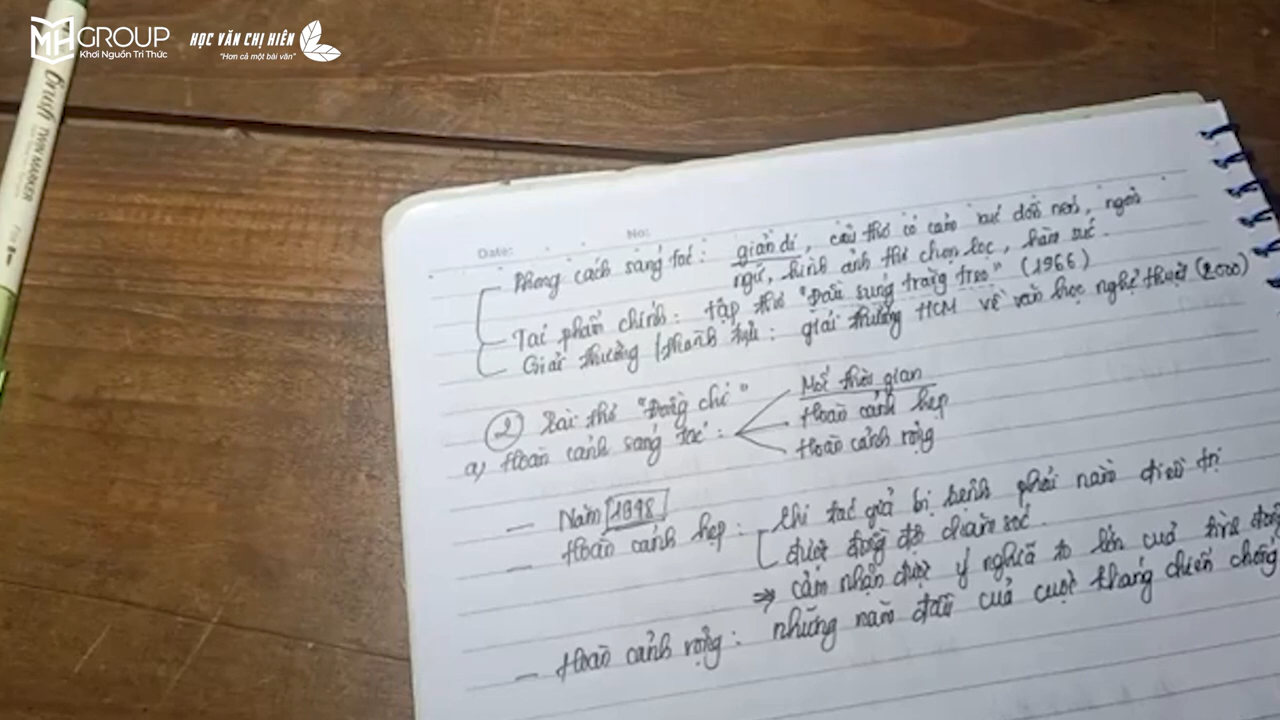 MH GROUP
Khơi Nguồn Tri Thức
HỌC VĂN CHỊ HIÊN
"Hơn cả một bài văn"
Brush TWIN MARKER
Date:
No:
Phong cách sáng tác: giản dị, câu thơ có cảm xúc dồn nén, ngôn
ngữ, hình ảnh thơ chọn lọc, hàm súc.
Tác phẩm chính: tập thơ "Đầu súng trăng treo" (1966)
Giải thưởng / thành tựu: giải thưởng HCM về văn học nghệ thuật (2000)
② Bài thơ "Đồng chí"
a, Hoàn cảnh sáng tác:
Mốc thời gian
Hoàn cảnh hẹp
Hoàn cảnh rộng
– Năm 1948
– Hoàn cảnh hẹp: khi tác giả bị bệnh phải nằm điều trị
được đồng đội chăm sóc.
⇒ cảm nhận được ý nghĩa to lớn của tình đồng
– Hoàn cảnh rộng: những năm đầu của cuộc kháng chiến chống